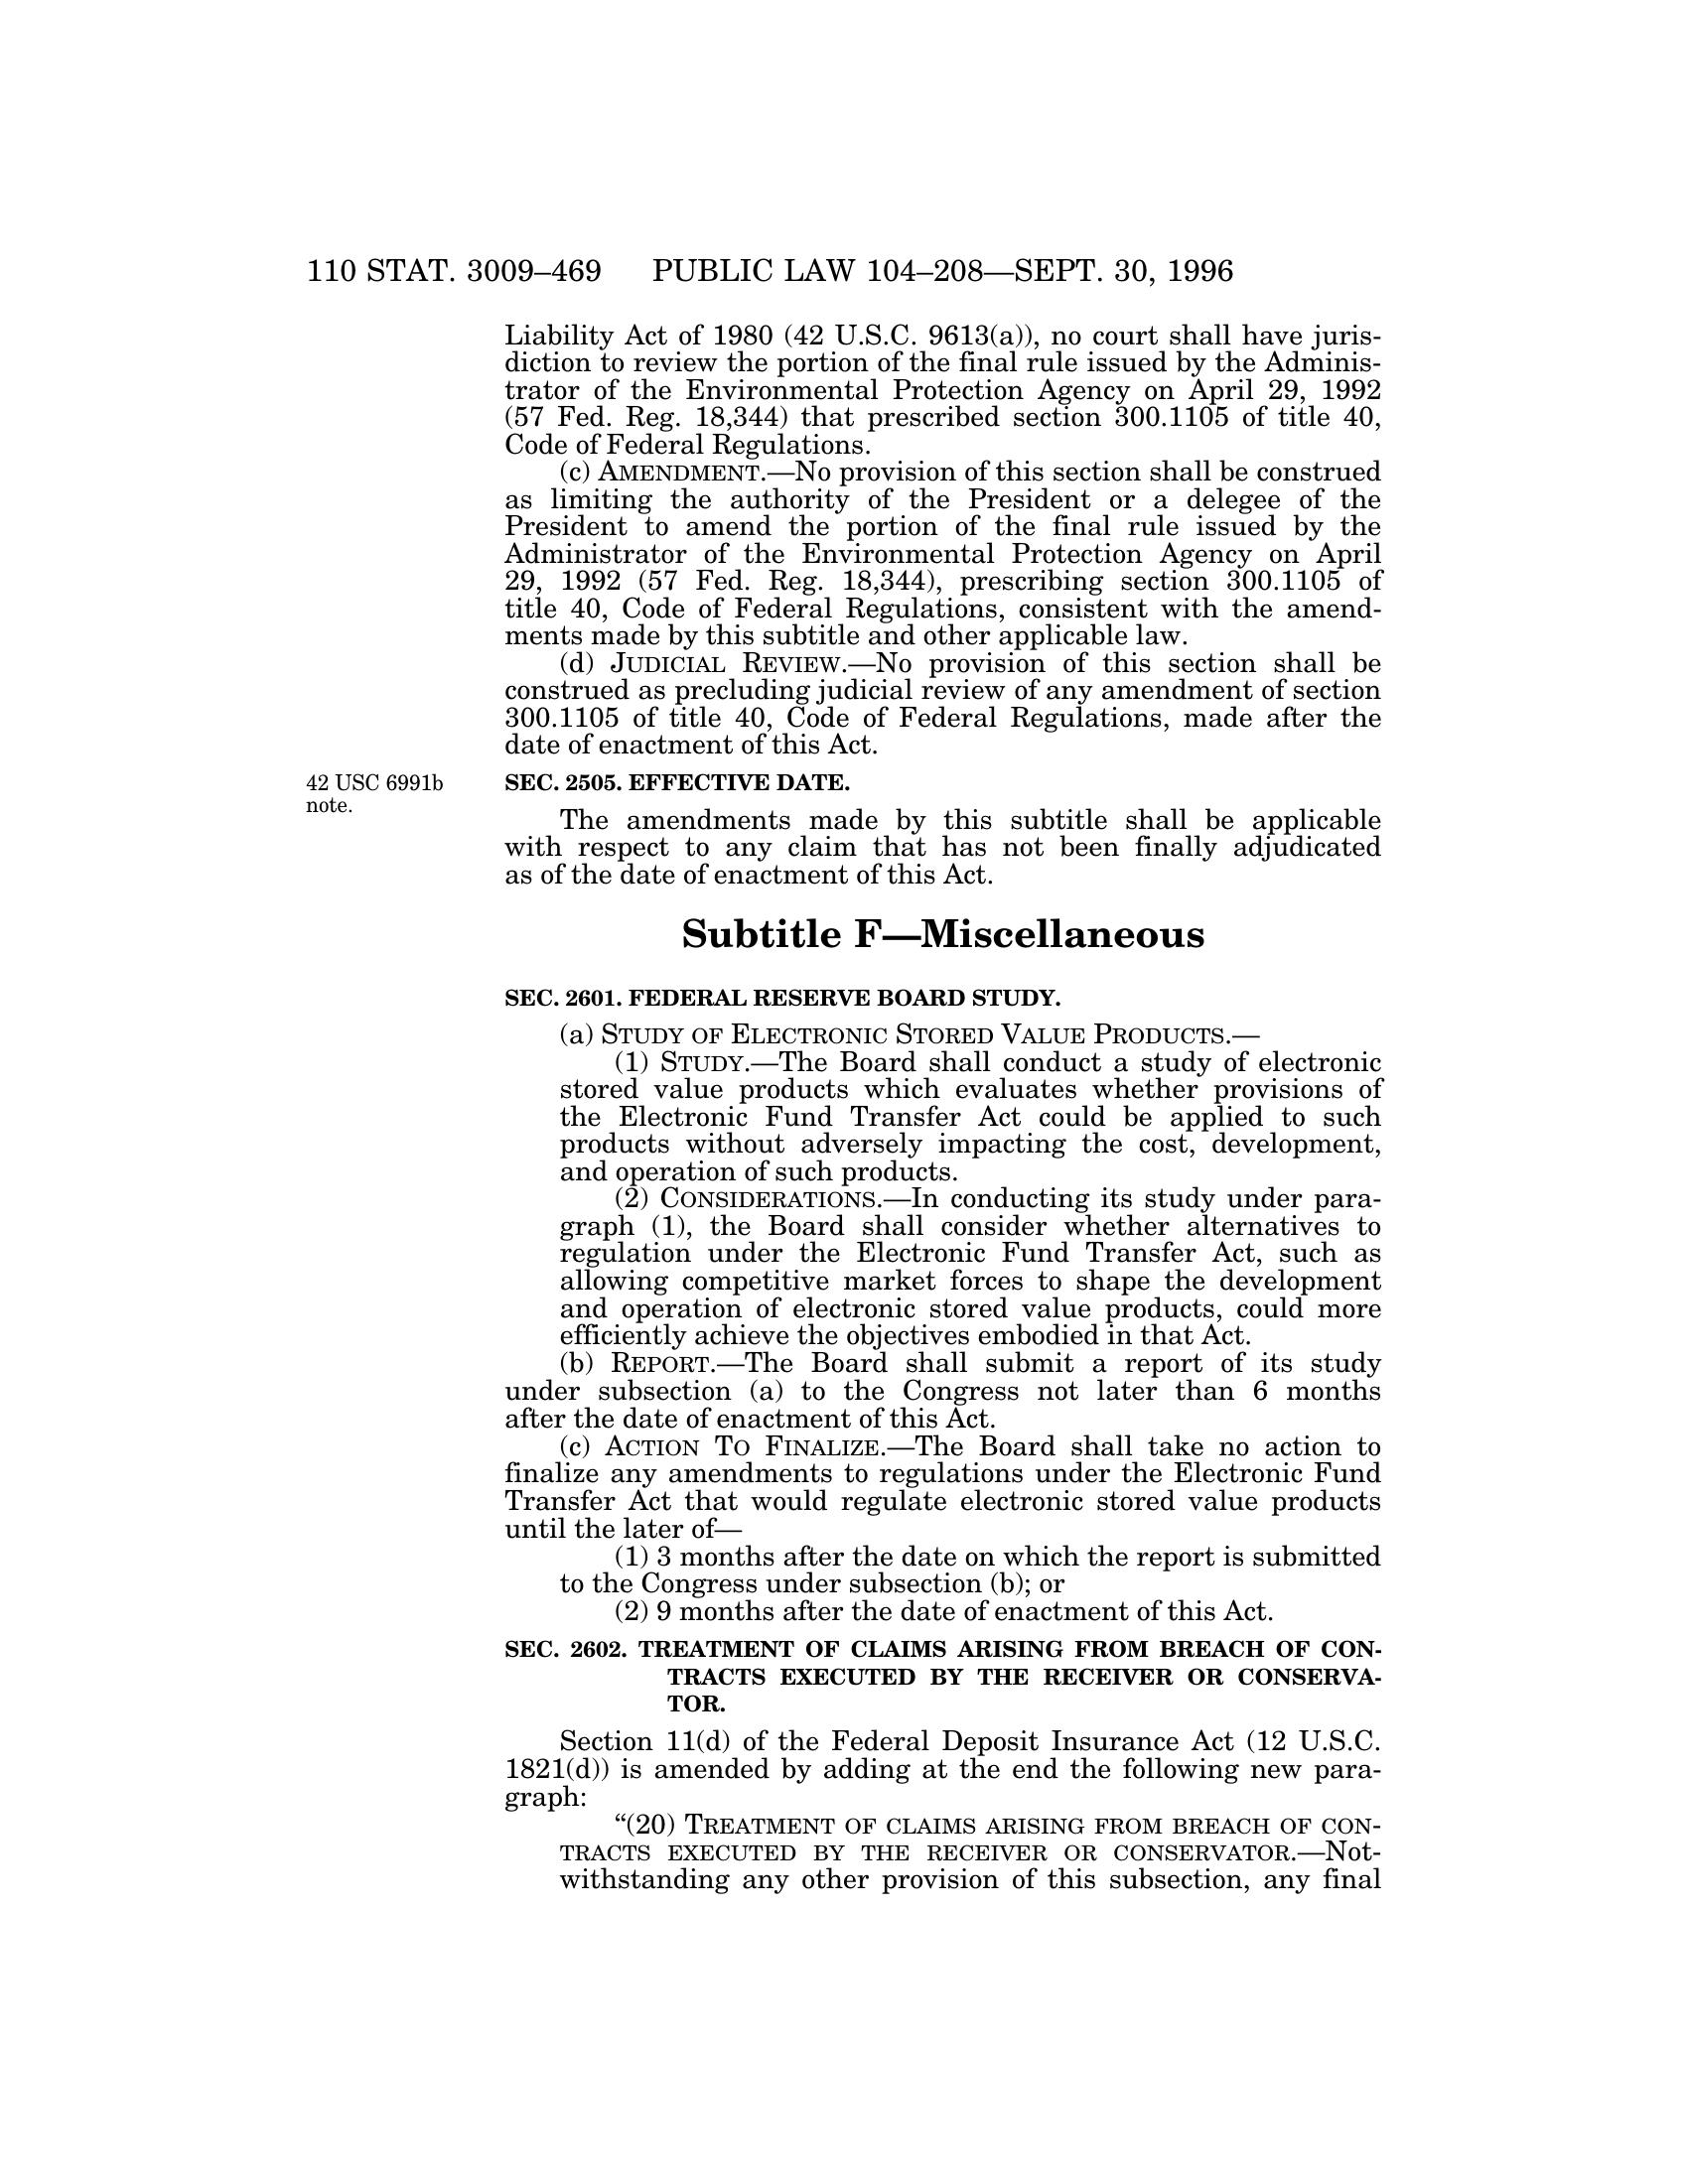 110 STAT. 3009–469 PUBLIC LAW 104–208—SEPT. 30, 1996
Liability Act of 1980 (42 U.S.C. 9613(a)), no court shall have juris-
diction to review the portion of the final rule issued by the Adminis-
trator of the Environmental Protection Agency on April 29, 1992
(57 Fed. Reg. 18,344) that prescribed section 300.1105 of title 40,
Code of Federal Regulations.
(c) AMENDMENT.—No provision of this section shall be construed
as limiting the authority of the President or a delegee of the
President to amend the portion of the final rule issued by the
Administrator of the Environmental Protection Agency on April
29, 1992 (57 Fed. Reg. 18,344), prescribing section 300.1105 of
title 40, Code of Federal Regulations, consistent with the amend-
ments made by this subtitle and other applicable law.
(d) JUDICIAL REVIEW.—No provision of this section shall be
construed as precluding judicial review of any amendment of section
300.1105 of title 40, Code of Federal Regulations, made after the
date of enactment of this Act.
42 USC 6991b
note.
SEC. 2505. EFFECTIVE DATE.
The amendments made by this subtitle shall be applicable
with respect to any claim that has not been finally adjudicated
as of the date of enactment of this Act.
Subtitle F—Miscellaneous
SEC. 2601. FEDERAL RESERVE BOARD STUDY.
(a) STUDY OF ELECTRONIC STORED VALUE PRODUCTS.—
(1) STUDY.—The Board shall conduct a study of electronic
stored value products which evaluates whether provisions of
the Electronic Fund Transfer Act could be applied to such
products without adversely impacting the cost, development,
and operation of such products.
(2) CONSIDERATIONS.—In conducting its study under para-
graph (1), the Board shall consider whether alternatives to
regulation under the Electronic Fund Transfer Act, such as
allowing competitive market forces to shape the development
and operation of electronic stored value products, could more
efficiently achieve the objectives embodied in that Act.
(b) REPORT.—The Board shall submit a report of its study
under subsection (a) to the Congress not later than 6 months
after the date of enactment of this Act.
(c) ACTION TO FINALIZE.—The Board shall take no action to
finalize any amendments to regulations under the Electronic Fund
Transfer Act that would regulate electronic stored value products
until the later of—
(1) 3 months after the date on which the report is submitted
to the Congress under subsection (b); or
(2) 9 months after the date of enactment of this Act.
SEC. 2602. TREATMENT OF CLAIMS ARISING FROM BREACH OF CON-
TRACTS EXECUTED BY THE RECEIVER OR CONSERVA-
TOR.
Section 11(d) of the Federal Deposit Insurance Act (12 U.S.C.
1821(d)) is amended by adding at the end the following new para-
graph:
“(20) TREATMENT OF CLAIMS ARISING FROM BREACH OF CON-
TRACTS EXECUTED BY THE RECEIVER OR CONSERVATOR.—Not-
withstanding any other provision of this subsection, any final